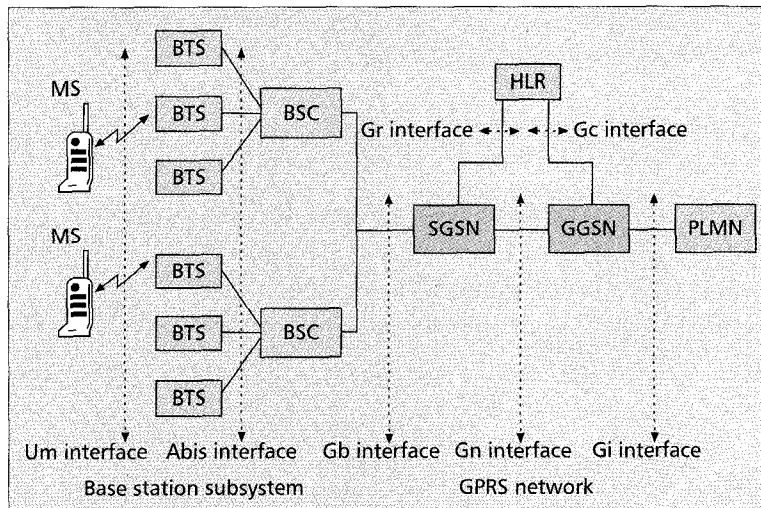 BTS
MS
HLR
BTS
BSC
Gr interface
Gc interface
BTS
SGSN
GGSN
PLMN
MS
BTS
BTS
BSC
BTS
Um interface
Abis interface
Gb interface
Gn interface
Gi interface
Base station subsystem
GPRS network